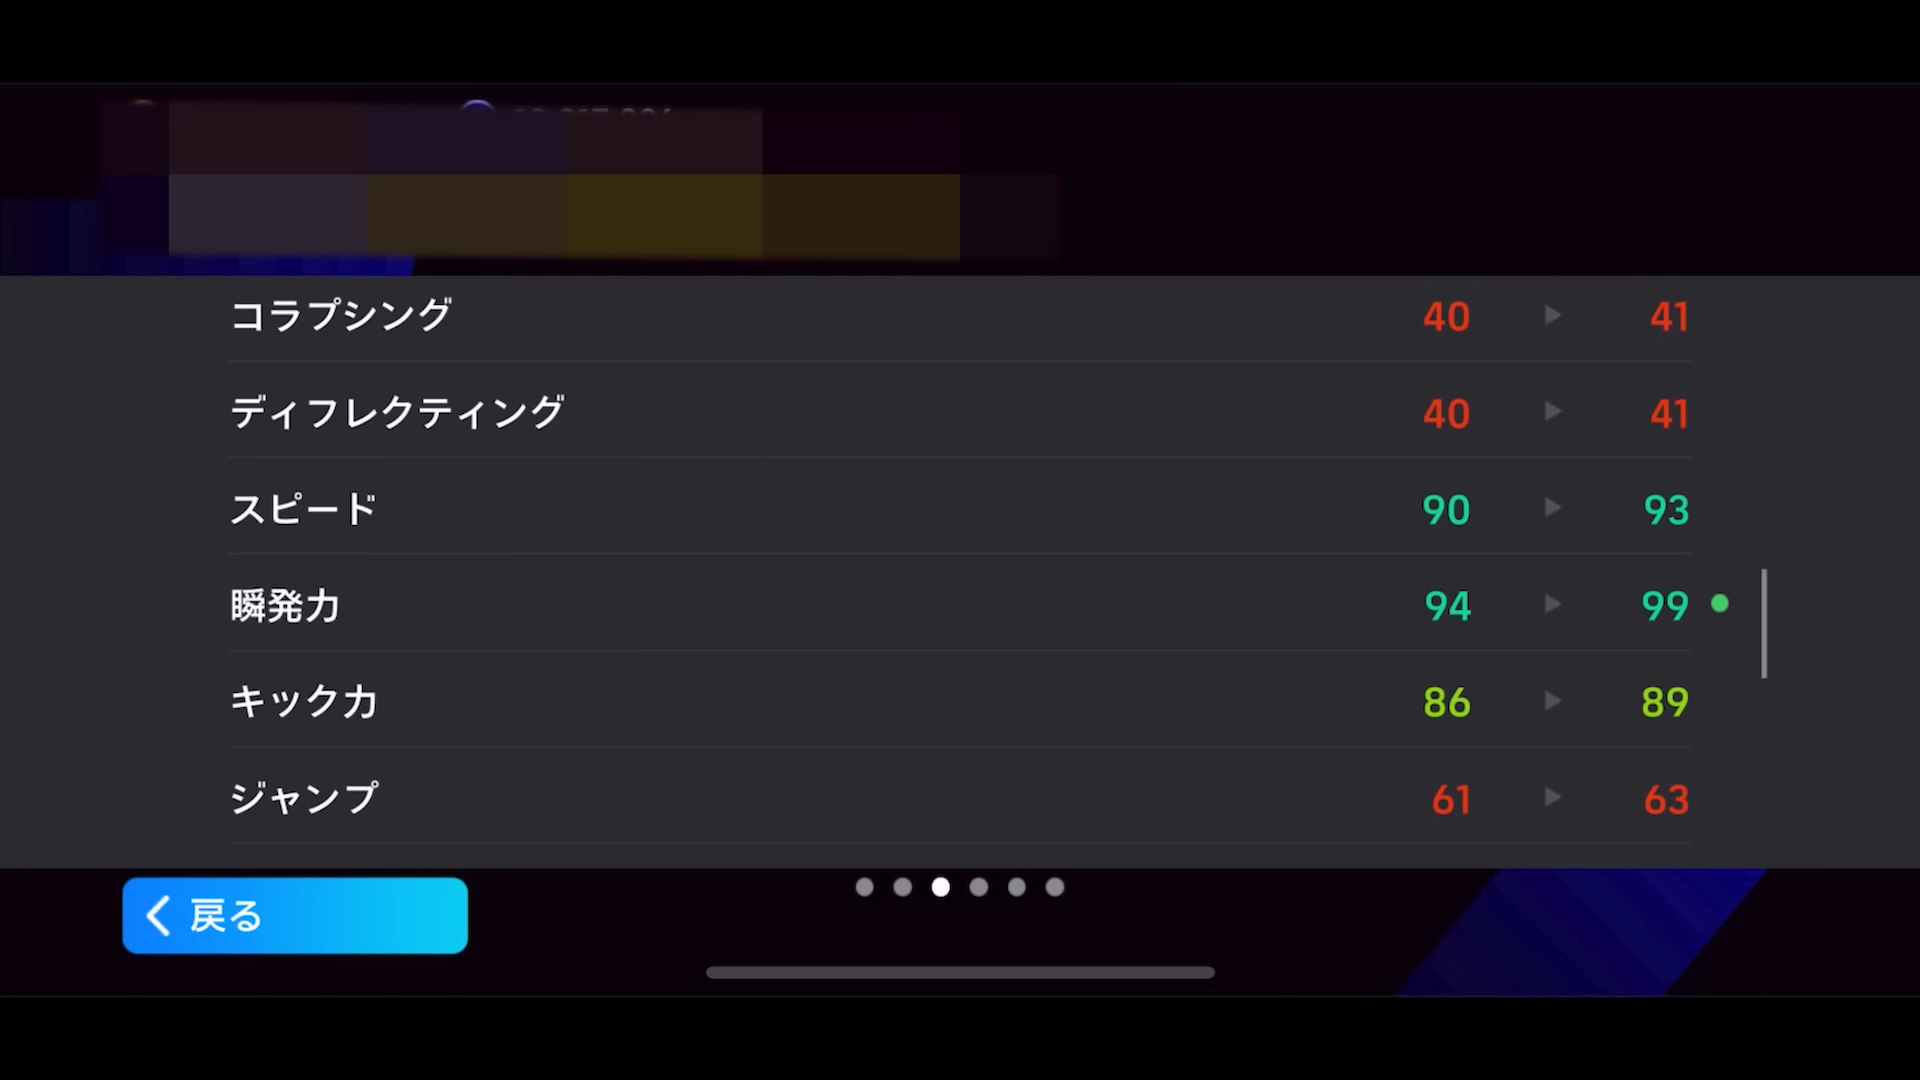 コラプシング 40 ▶ 41
ディフレクティング 40 ▶ 41
スピード 90 ▶ 93
瞬発力 94 ▶ 99
キック力 86 ▶ 89
ジャンプ 61 ▶ 63
戻る